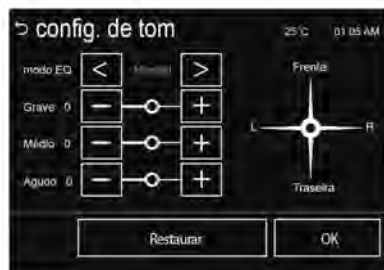 config. de tom
25°C 01:05 AM
modo EQ < >
Grave 0 − +
Médio 0 − +
Agudo 0 − +
Frente
L R
Traseira
Restaurar
OK